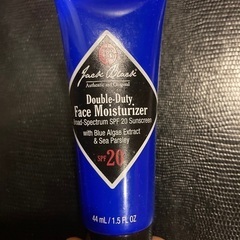 Jack Black
Authentic and Original
Double-Duty
Face Moisturizer
Broad-Spectrum SPF 20 Sunscreen
with Blue Algae Extract
& Sea Parsley
SPF 20
44 mL / 1.5 FL OZ